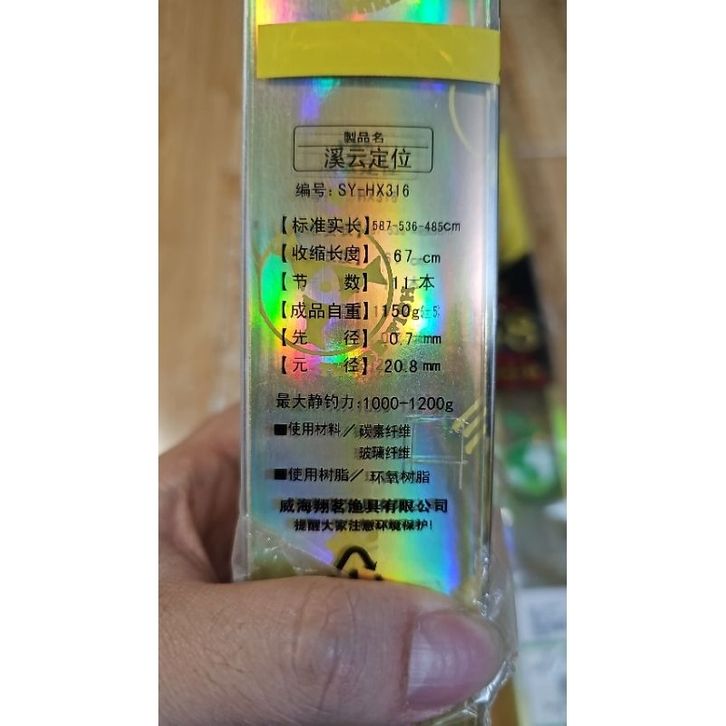 製品名
溪云定位
编号: SY-HX316
【标准实长】587-536-485cm
【收缩长度】67cm
【节 数】11本
【成品自重】150g
【先 径】0.7mm
【元 径】20.8mm
最大静钓力:1000-1200g
■使用材料/碳素纤维
玻璃纤维
■使用树脂/环氧树脂
威海翔茗渔具有限公司
提醒大家注意环境保护!